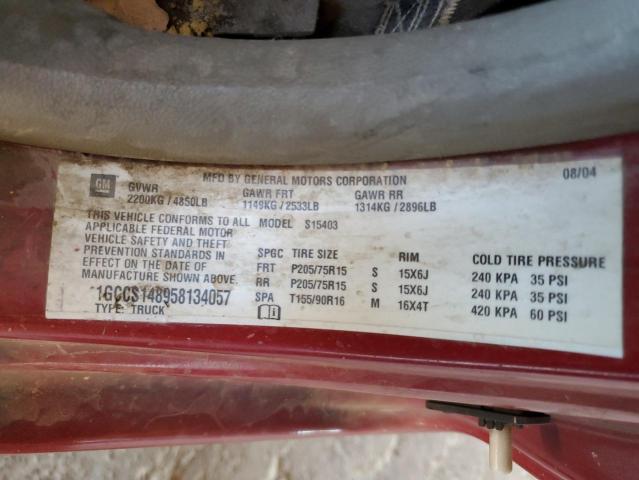 MFD BY GENERAL MOTORS CORPORATION 08/04
GM GVWR GAWR FRT GAWR RR
2200KG / 4850LB 1149KG / 2533LB 1314KG / 2896LB
THIS VEHICLE CONFORMS TO ALL MODEL S15403
APPLICABLE FEDERAL MOTOR
VEHICLE SAFETY AND THEFT
PREVENTION STANDARDS IN
EFFECT ON THE DATE OF
MANUFACTURE SHOWN ABOVE.
1GCCS148958134057
TYPE: TRUCK
SPGC TIRE SIZE RIM COLD TIRE PRESSURE
FRT P205/75R15 S 15X6J 240 KPA 35 PSI
RR P205/75R15 S 15X6J 240 KPA 35 PSI
SPA T155/90R16 M 16X4T 420 KPA 60 PSI